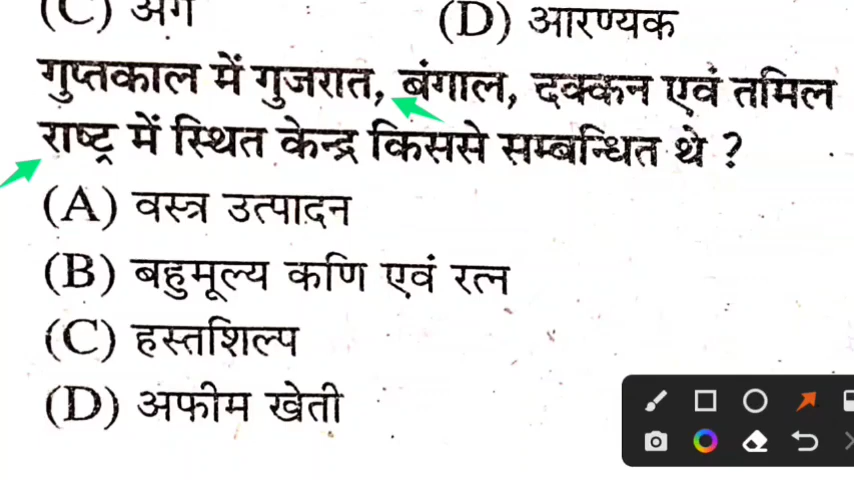 (C) अंग (D) आरण्यक
गुप्तकाल में गुजरात, बंगाल, दक्कन एवं तमिल
राष्ट्र में स्थित केन्द्र किससे सम्बन्धित थे ?
(A) वस्त्र उत्पादन
(B) बहुमूल्य कणि एवं रत्न
(C) हस्तशिल्प
(D) अफीम खेती